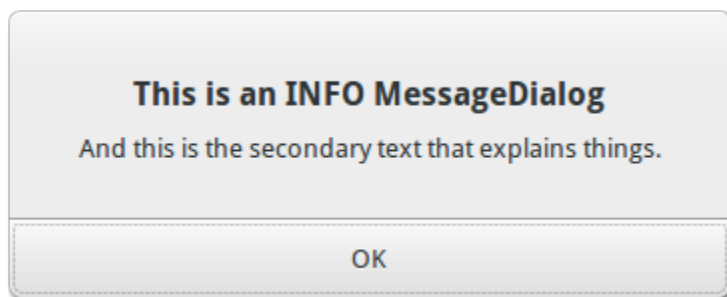 This is an INFO MessageDialog
And this is the secondary text that explains things.
OK